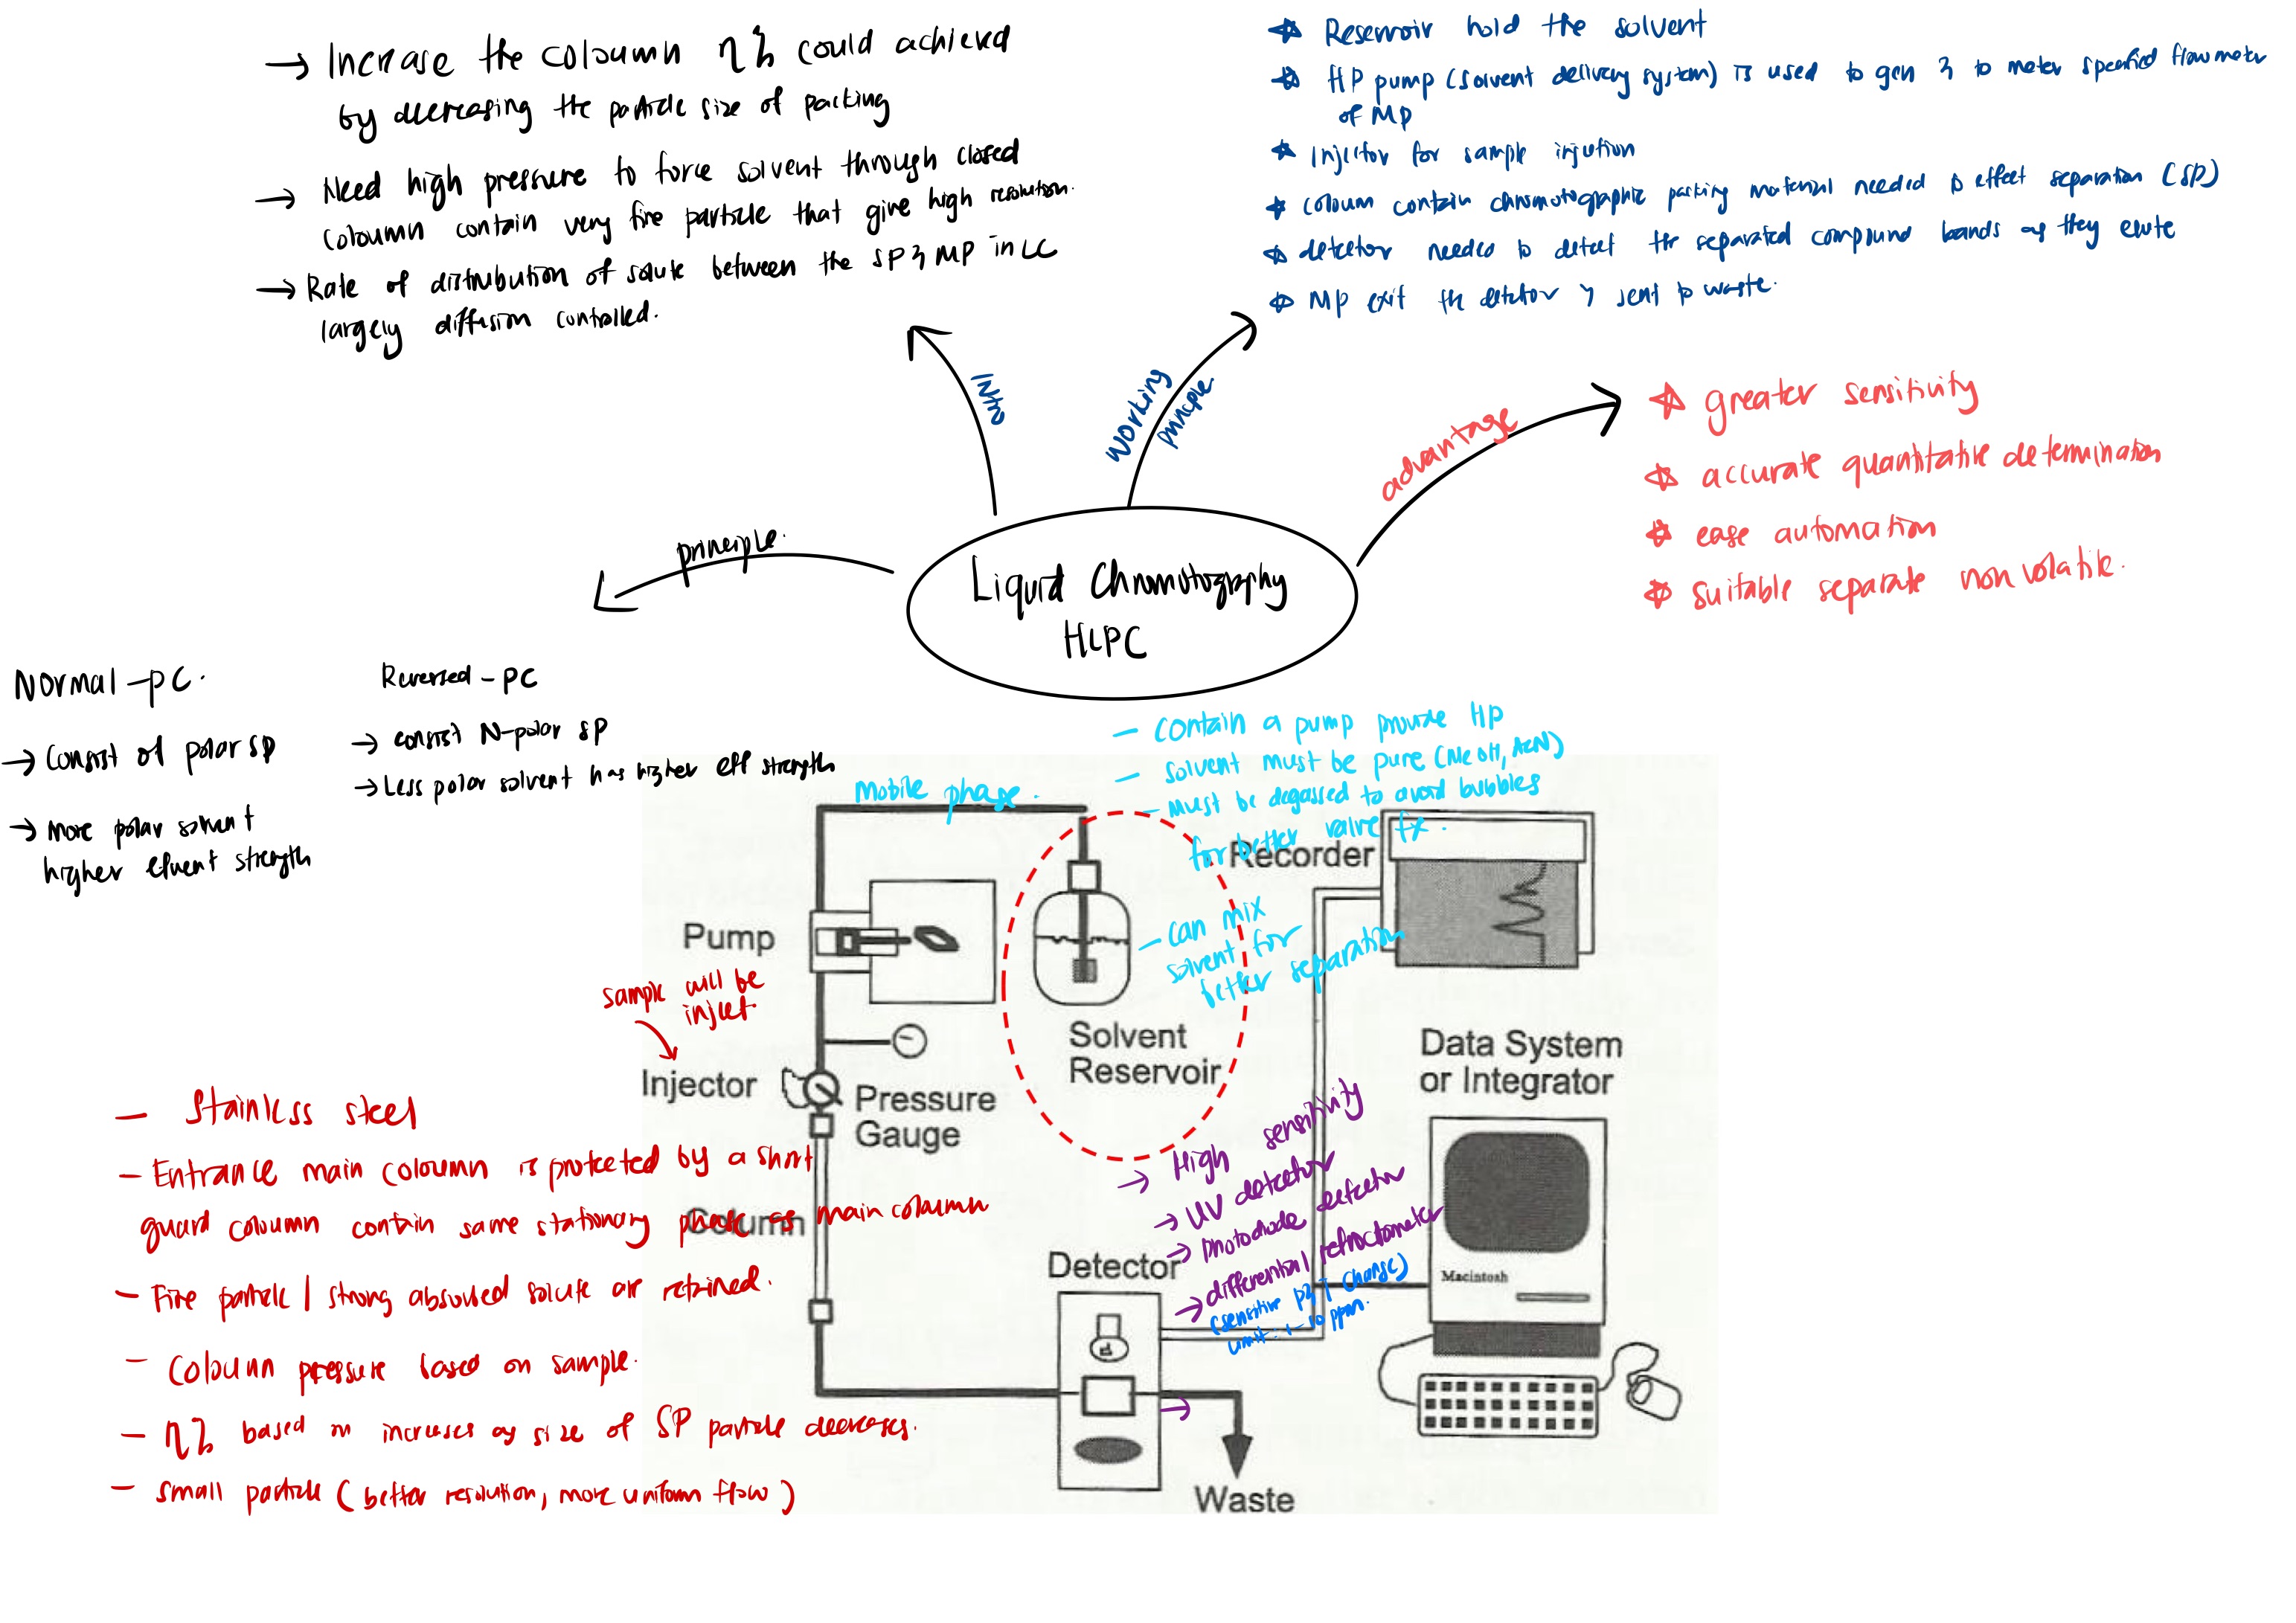 → Increase the coloumn η% could achieved
by decreasing the particle size of packing
→ Need high pressure to force solvent through closed
coloumn contain very fine particle that give high resolution.
→ Rate of distribution of solute between the SP & MP in LC
largely diffusion controlled.
☆ Reservoir hold the solvent
☆ HP pump (solvent delivery system) is used to gen & to meter specified flowmeter
of MP
☆ Injector for sample injection
☆ coloum contain chromatographic packing material needed to effect separation (SP)
☆ detector needed to detect the separated compound bands as they elute
☆ MP exit the detector & sent to waste.
Intro
working
principle
advantage
☆ greater sensitivity
☆ accurate quantitative determination
☆ ease automation
☆ suitable separate non volatile.
principle.
Liquid Chromatography
HLPC
Normal-pc.
→ Consist of polar SP
→ More polar solvent
higher eluent strength
Reversed-pc
→ consist N-polar SP
→ Less polar solvent has higher eff strength
Mobile phase.
- contain a pump provide HP
- solvent must be pure (MeOH, AcN)
- must be degassed to avoid bubbles
for better valve fx.
- can mix
solvent for
better separation
Recorder
Pump
sample will be
inject.
Injector
Pressure
Gauge
Solvent
Reservoir
Data System
or Integrator
Macintosh
- Stainless steel
- Entrance main coloumn is protected by a short
guard coloumn contain same stationary phase as main column
Column
- Fine particle / strong absorbed solute are retained.
- Coloumn pressure based on sample.
- η% based on increases as size of SP particle decreases.
- small particle (better resolution, more uniform flow)
→ High sensitivity
→ UV detector
→ photodiode detector
→ differential refractometer
(sensitive P & T change)
limit: 1-10 ppm.
Detector
Waste